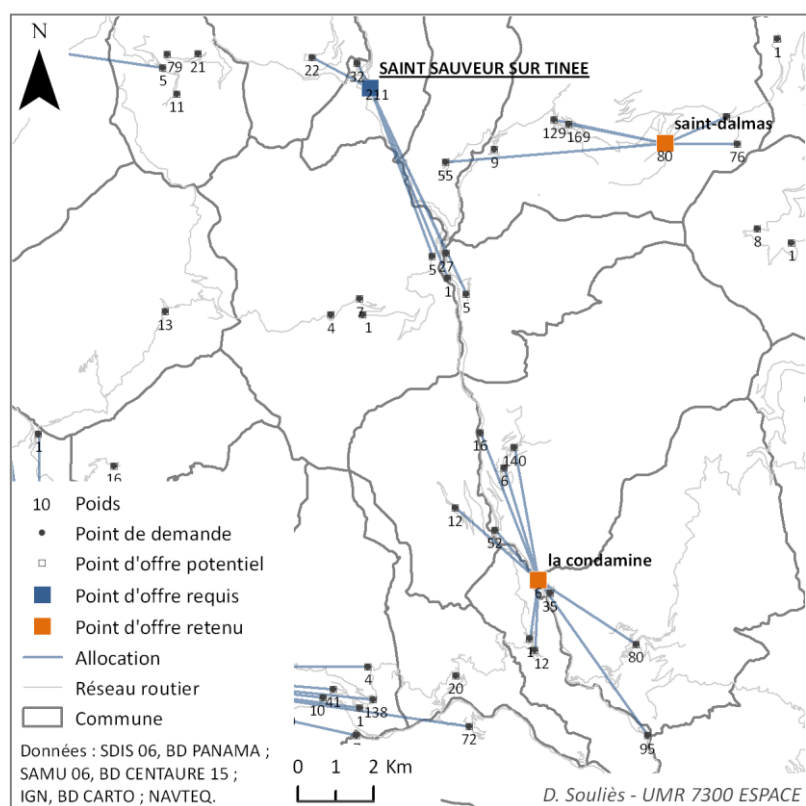 N
79
21
5
11
22
32
SAINT SAUVEUR SUR TINEE
211
1
129
169
saint-dalmas
9
55
80
76
8
1
5
27
1
5
7
4
1
13
1
16
16
140
6
12
52
la condamine
6
35
1
12
80
95
4
41
10
1
138
20
72
10 Poids
Point de demande
Point d'offre potentiel
Point d'offre requis
Point d'offre retenu
Allocation
Réseau routier
Commune
Données : SDIS 06, BD PANAMA ;
SAMU 06, BD CENTAURE 15 ;
IGN, BD CARTO ; NAVTEQ.
0 1 2 Km
D. Souliès - UMR 7300 ESPACE